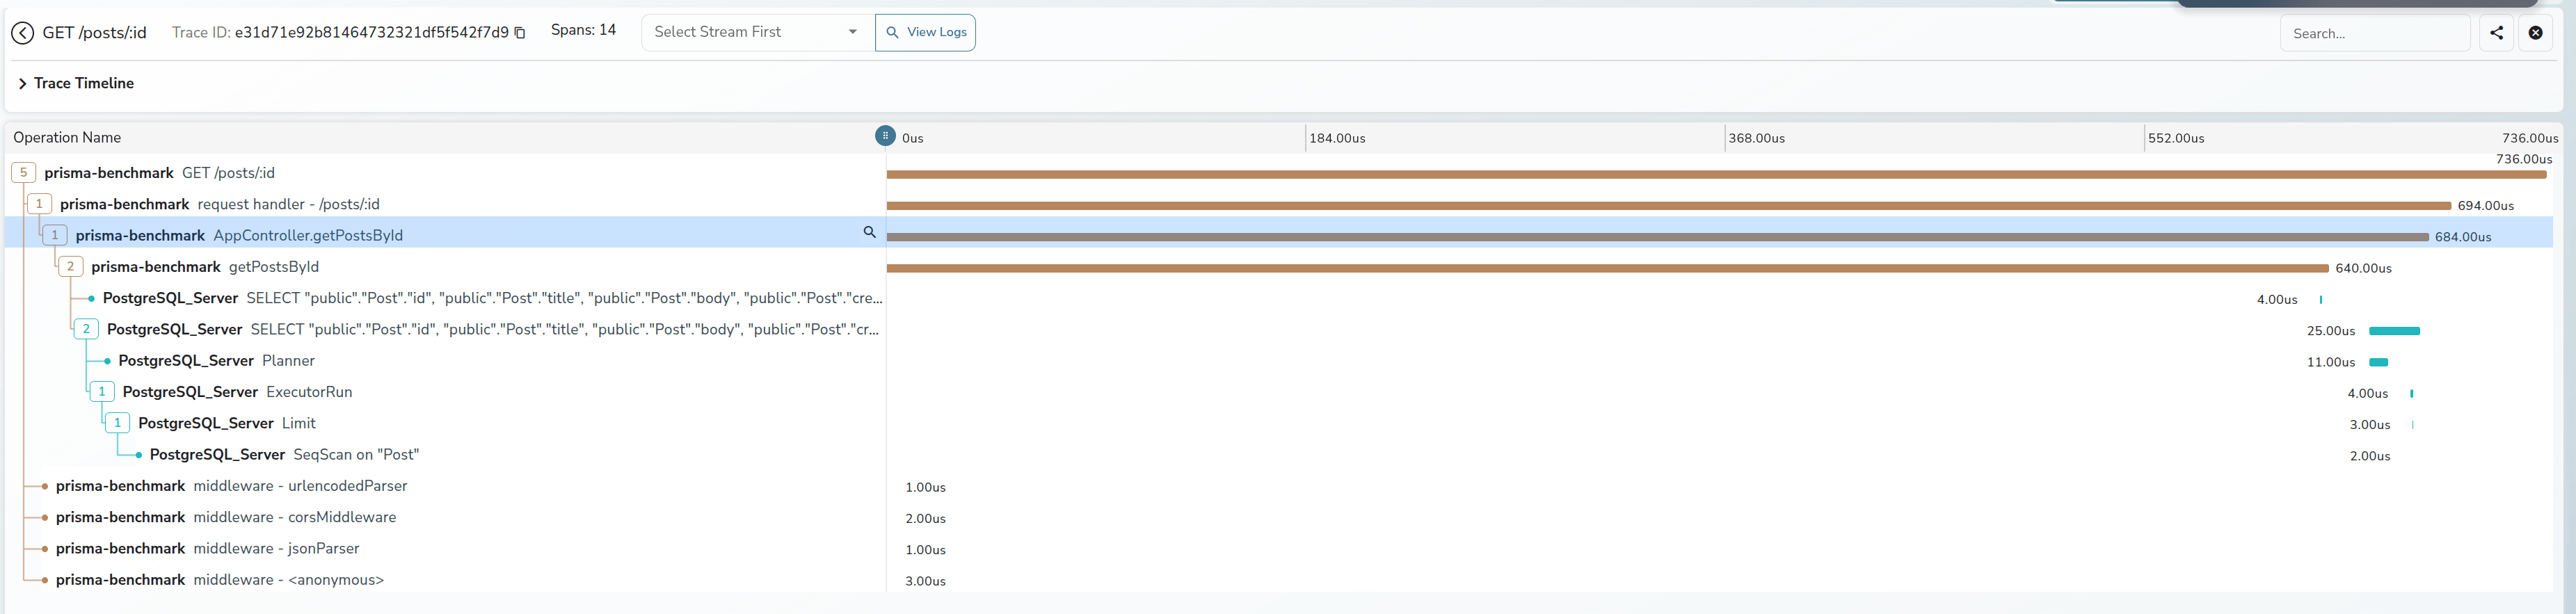 GET /posts/:id Trace ID: e31d71e92b81464732321df5f542f7d9 Spans: 14 Select Stream First View Logs Search...
Trace Timeline
Operation Name 0us 184.00us 368.00us 552.00us 736.00us
736.00us
5 prisma-benchmark GET /posts/:id
1 prisma-benchmark request handler - /posts/:id 694.00us
1 prisma-benchmark AppController.getPostsById 684.00us
2 prisma-benchmark getPostsById 640.00us
PostgreSQL_Server SELECT "public"."Post"."id", "public"."Post"."title", "public"."Post"."body", "public"."Post"."cre... 4.00us
2 PostgreSQL_Server SELECT "public"."Post"."id", "public"."Post"."title", "public"."Post"."body", "public"."Post"."cr... 25.00us
PostgreSQL_Server Planner 11.00us
1 PostgreSQL_Server ExecutorRun 4.00us
1 PostgreSQL_Server Limit 3.00us
PostgreSQL_Server SeqScan on "Post" 2.00us
prisma-benchmark middleware - urlencodedParser 1.00us
prisma-benchmark middleware - corsMiddleware 2.00us
prisma-benchmark middleware - jsonParser 1.00us
prisma-benchmark middleware - <anonymous> 3.00us